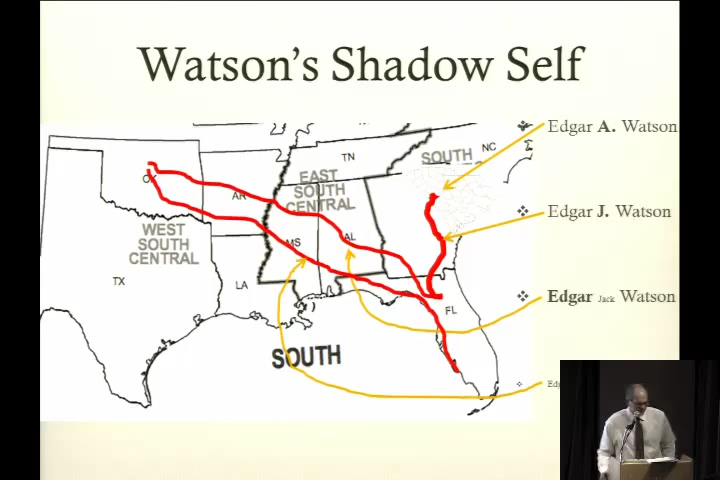 Watson's Shadow Self
❖ Edgar A. Watson
❖ Edgar J. Watson
❖ Edgar Jack Watson
❖
TN
NC
SOUTH
EAST
SOUTH
CENTRAL
OK
AR
WEST
SOUTH
CENTRAL
MS
AL
TX
LA
FL
SOUTH